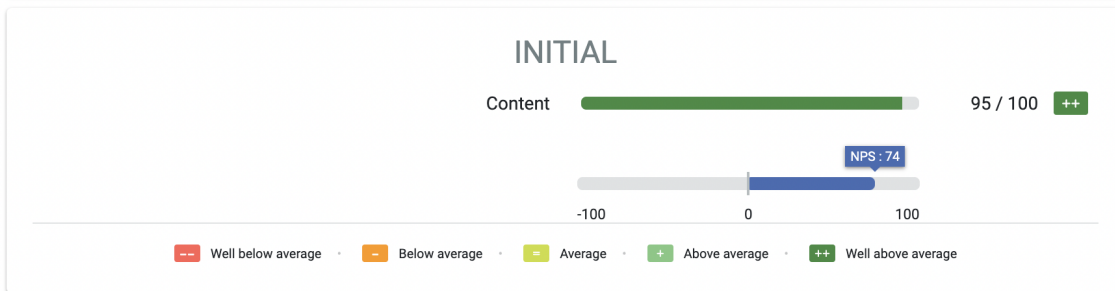 INITIAL
Content 95 / 100 ++
NPS : 74
-100 0 100
-- Well below average · - Below average · = Average · + Above average · ++ Well above average